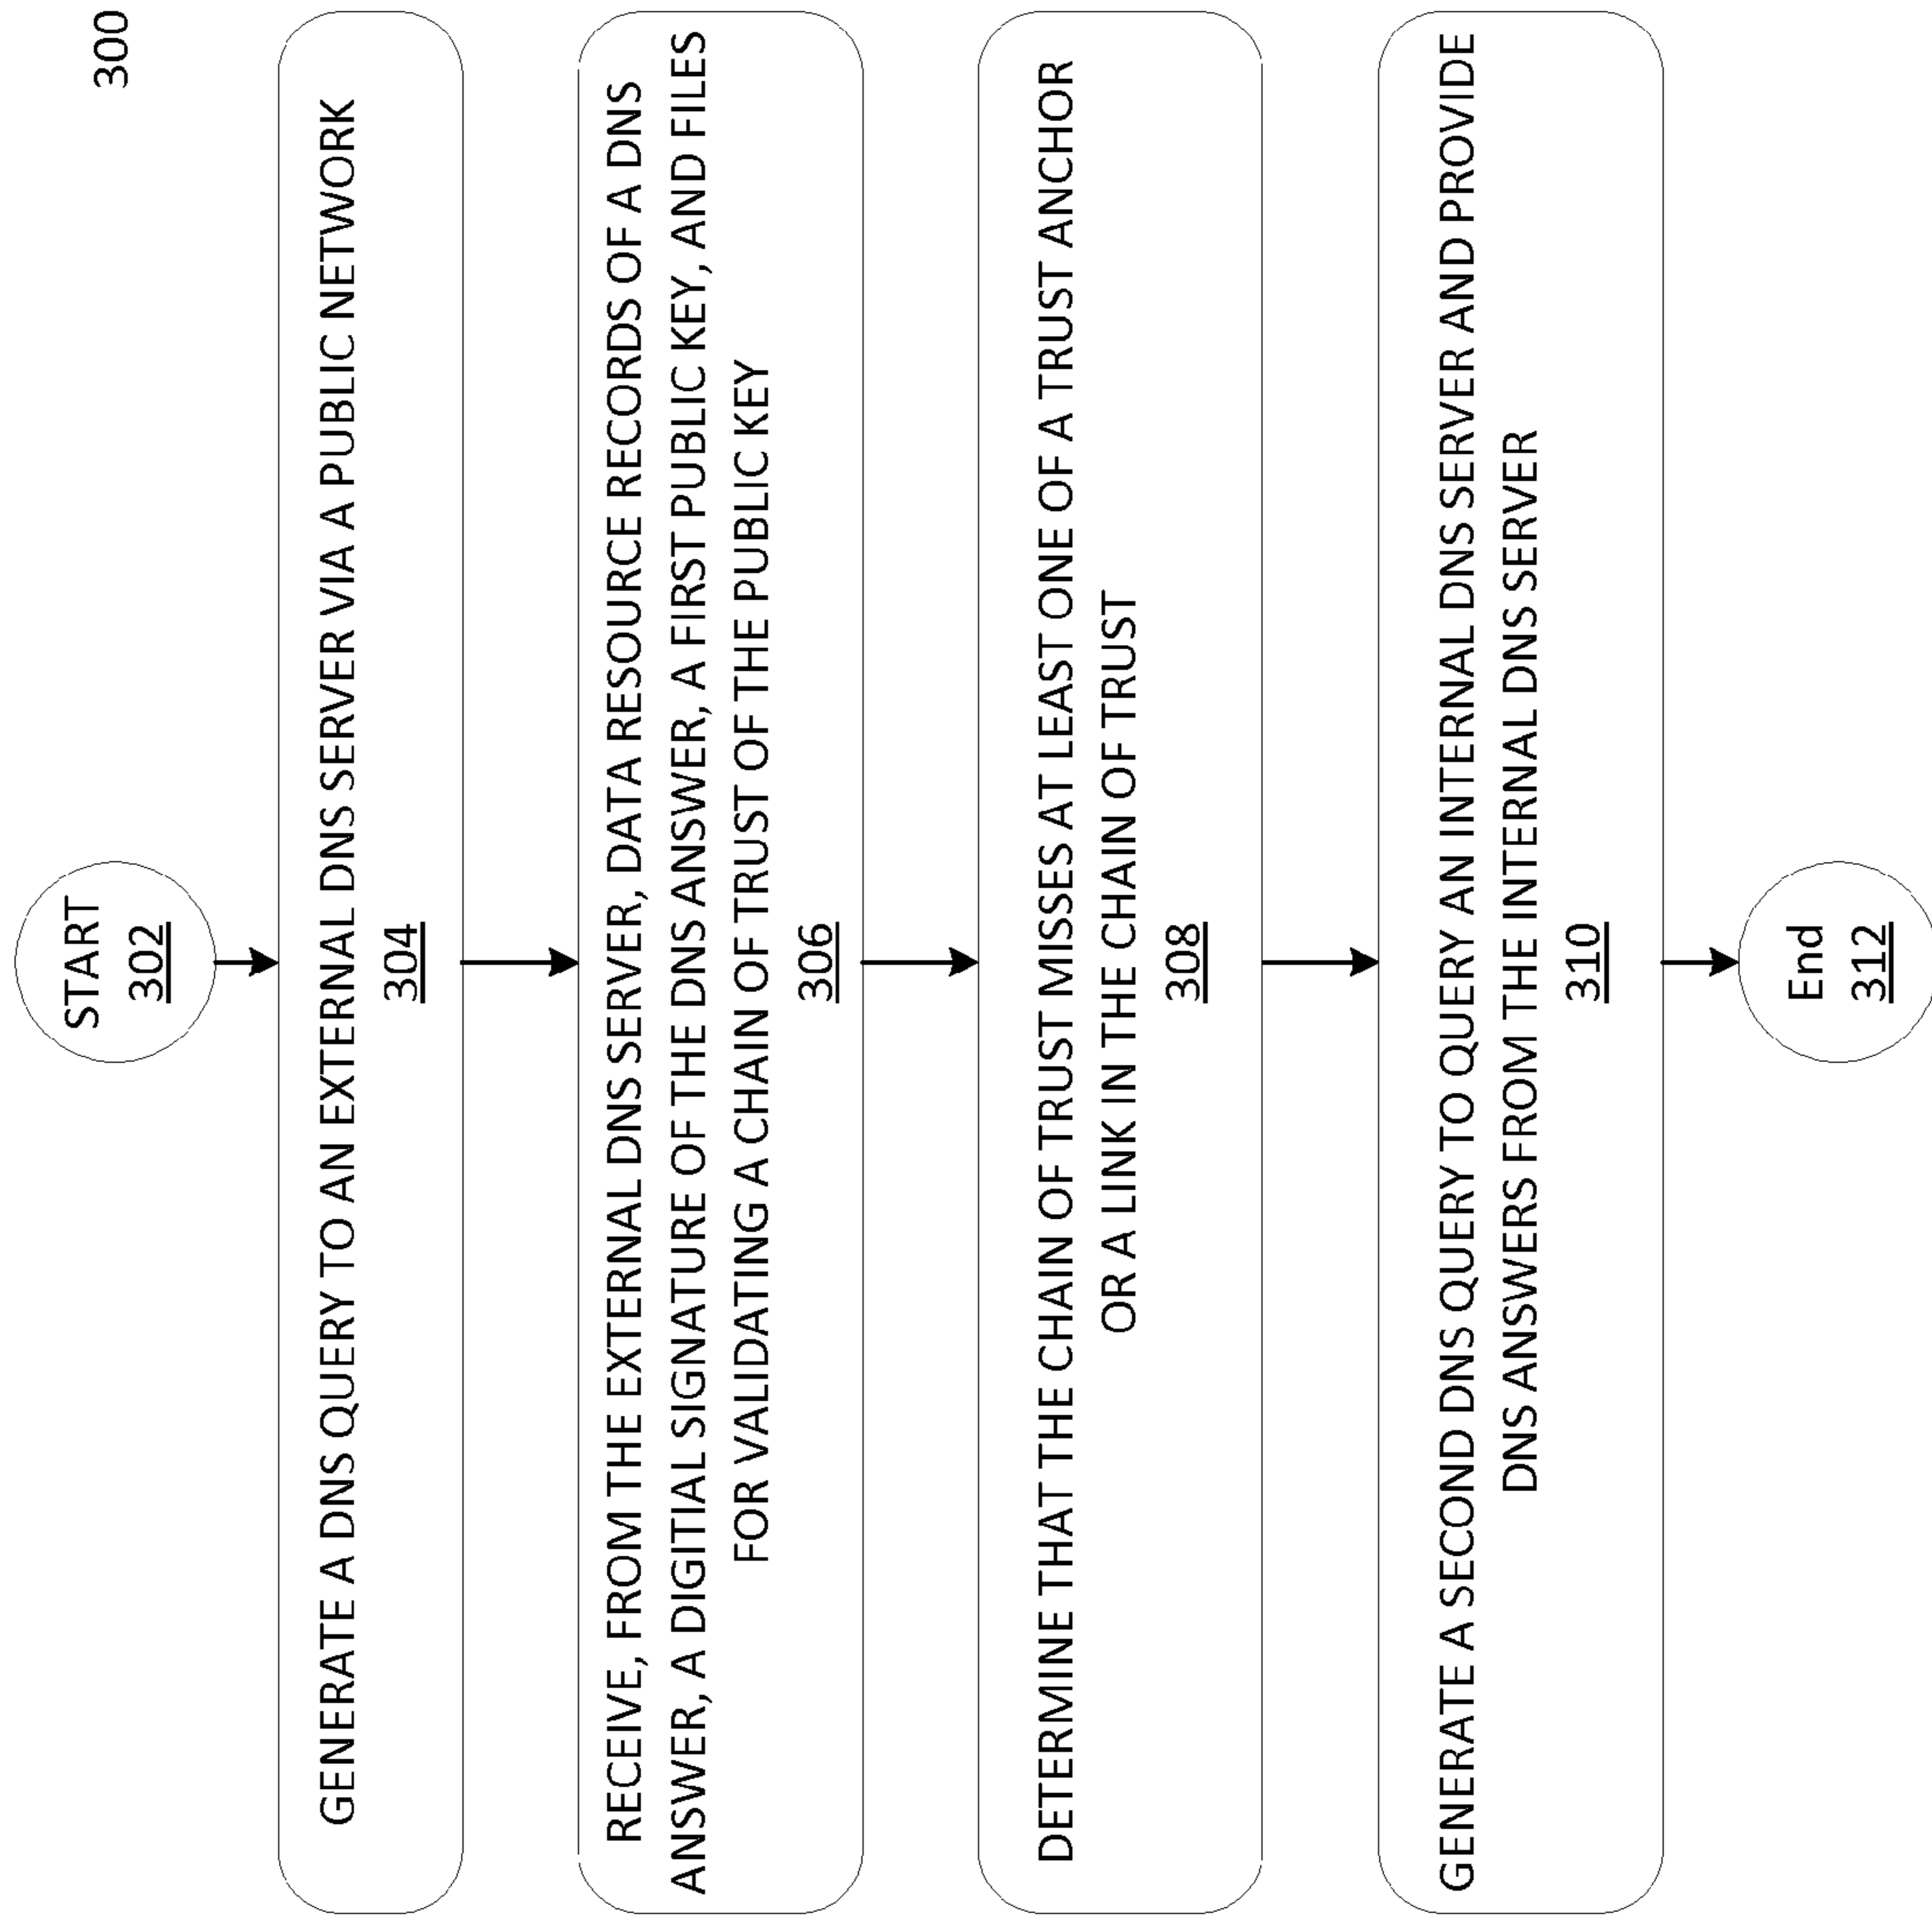 300
START
302
GENERATE A DNS QUERY TO AN EXTERNAL DNS SERVER VIA A PUBLIC NETWORK
304
RECEIVE, FROM THE EXTERNAL DNS SERVER, DATA RESOURCE RECORDS OF A DNS
ANSWER, A DIGITIAL SIGNATURE OF THE DNS ANSWER, A FIRST PUBLIC KEY, AND FILES
FOR VALIDATING A CHAIN OF TRUST OF THE PUBLIC KEY
306
DETERMINE THAT THE CHAIN OF TRUST MISSES AT LEAST ONE OF A TRUST ANCHOR
OR A LINK IN THE CHAIN OF TRUST
308
GENERATE A SECOND DNS QUERY TO QUERY AN INTERNAL DNS SERVER AND PROVIDE
DNS ANSWERS FROM THE INTERNAL DNS SERVER
310
End
312